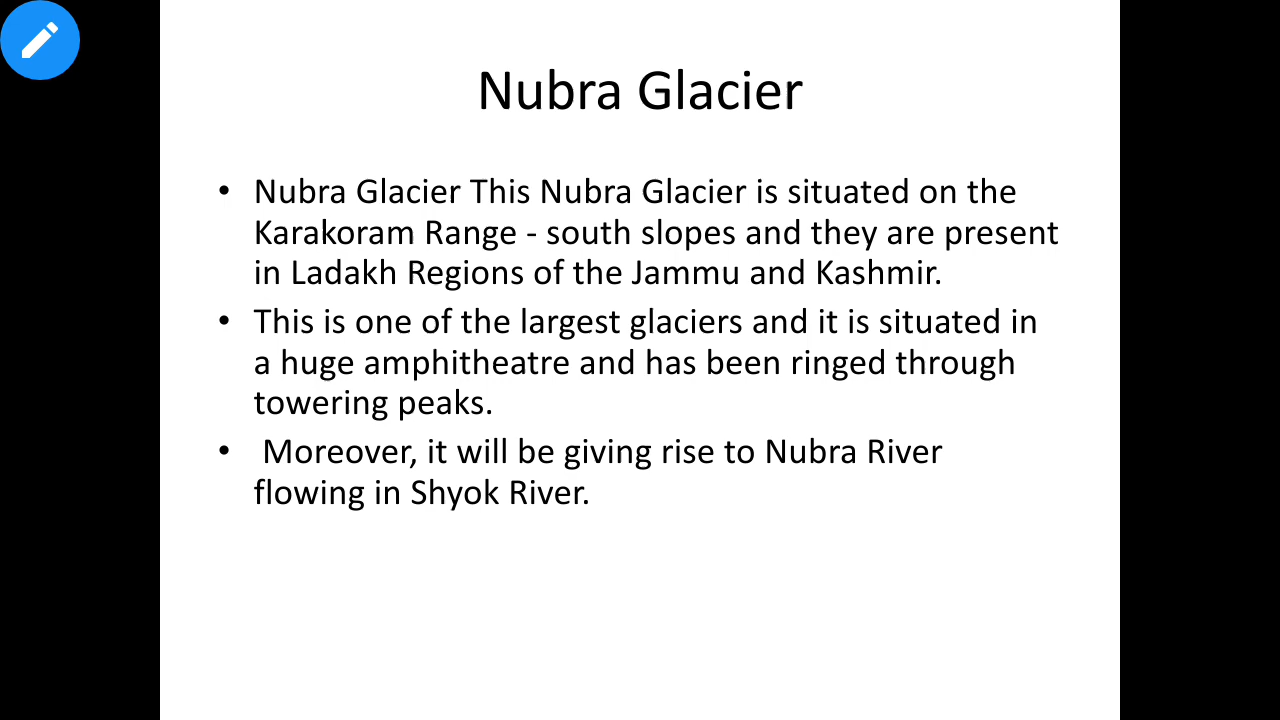 Nubra Glacier
• Nubra Glacier This Nubra Glacier is situated on the
Karakoram Range - south slopes and they are present
in Ladakh Regions of the Jammu and Kashmir.
• This is one of the largest glaciers and it is situated in
a huge amphitheatre and has been ringed through
towering peaks.
• Moreover, it will be giving rise to Nubra River
flowing in Shyok River.